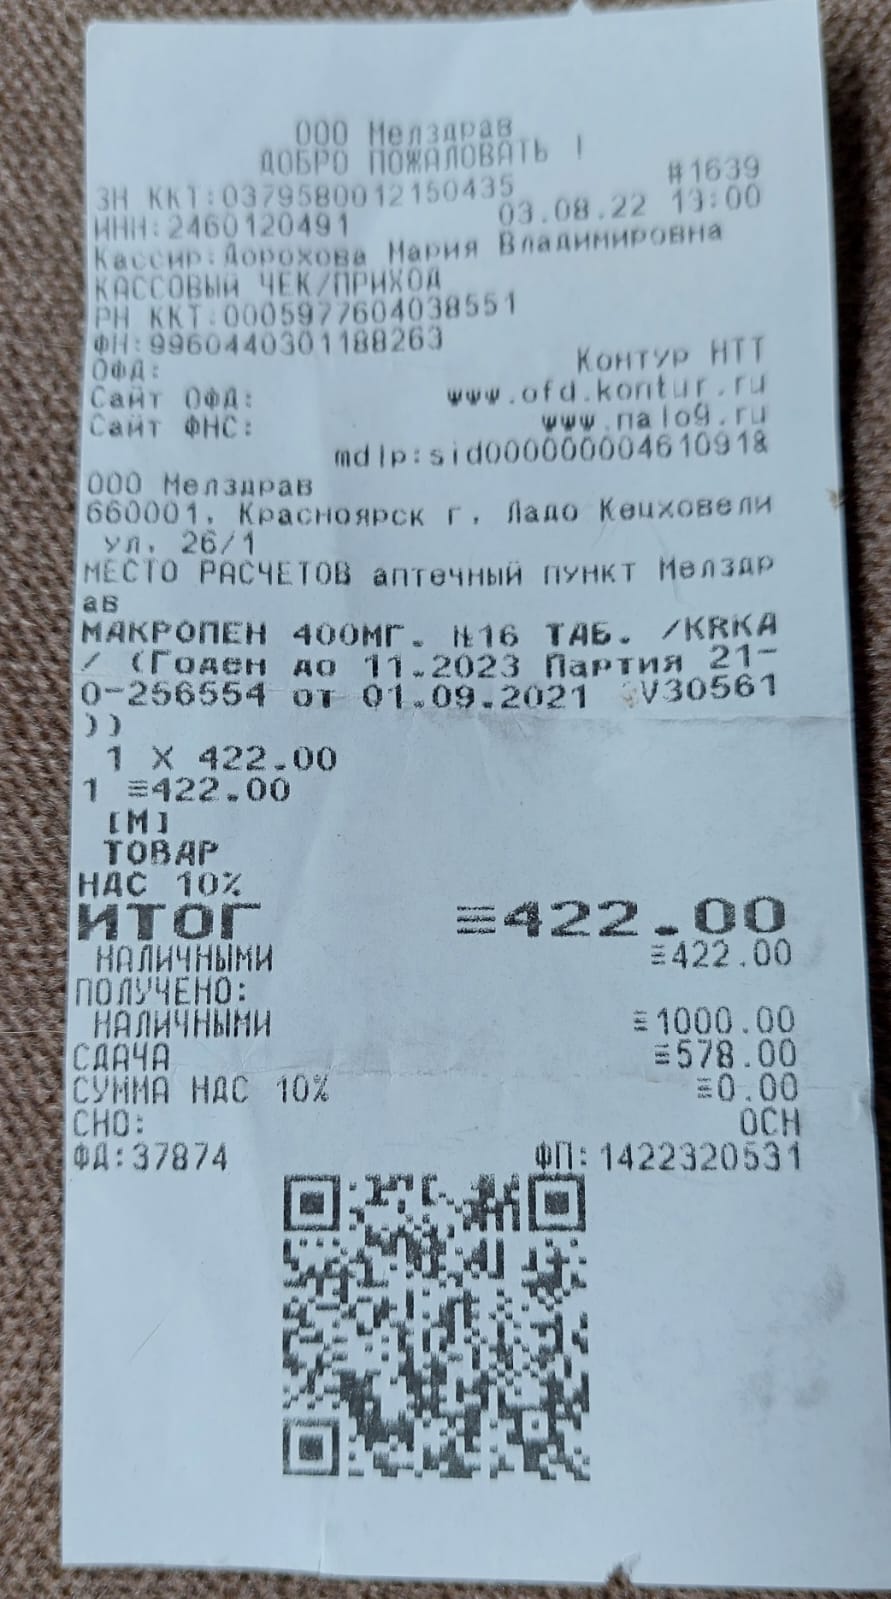 ООО Мелздрав
ДОБРО ПОЖАЛОВАТЬ !
ЗН ККТ:0379580012150435 #1639
ИНН:2460120491 03.08.22 13:00
Кассир:Дорохова Мария Владимировна
КАССОВЫЙ ЧЕК/ПРИХОД
РН ККТ:0005977604038551
ФН:9960440301188263
ОФД: Контур НТТ
Сайт ОФД: www.ofd.kontur.ru
Сайт ФНС: www.nalog.ru
mdlp:sid00000000461091&
ООО Мелздрав
660001, Красноярск г, Ладо Кецховели
ул, 26/1
МЕСТО РАСЧЕТОВ аптечный пункт Мелздр
ав
МАКРОПЕН 400МГ. №16 ТАБ. /KRKA
/ (Годен до 11.2023 Партия 21-
0-256554 от 01.09.2021 V30561
))
1 X 422.00
1 ≡422.00
[М]
ТОВАР
НДС 10%
ИТОГ ≡422.00
НАЛИЧНЫМИ ≡422.00
ПОЛУЧЕНО:
НАЛИЧНЫМИ ≡1000.00
СДАЧА ≡578.00
СУММА НДС 10% ≡0.00
СНО: ОСН
ФД:37874 ФП:1422320531